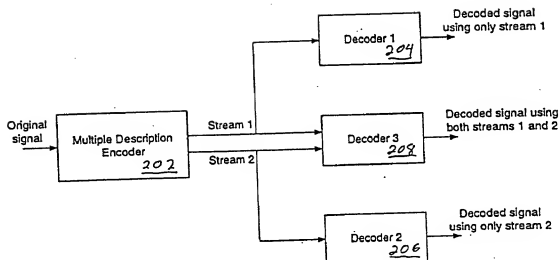 Decoded signal
using only stream 1
Decoder 1
204
Original
signal
Multiple Description
Encoder
202
Stream 1
Stream 2
Decoder 3
208
Decoded signal using
both streams 1 and 2
Decoder 2
206
Decoded signal
using only stream 2